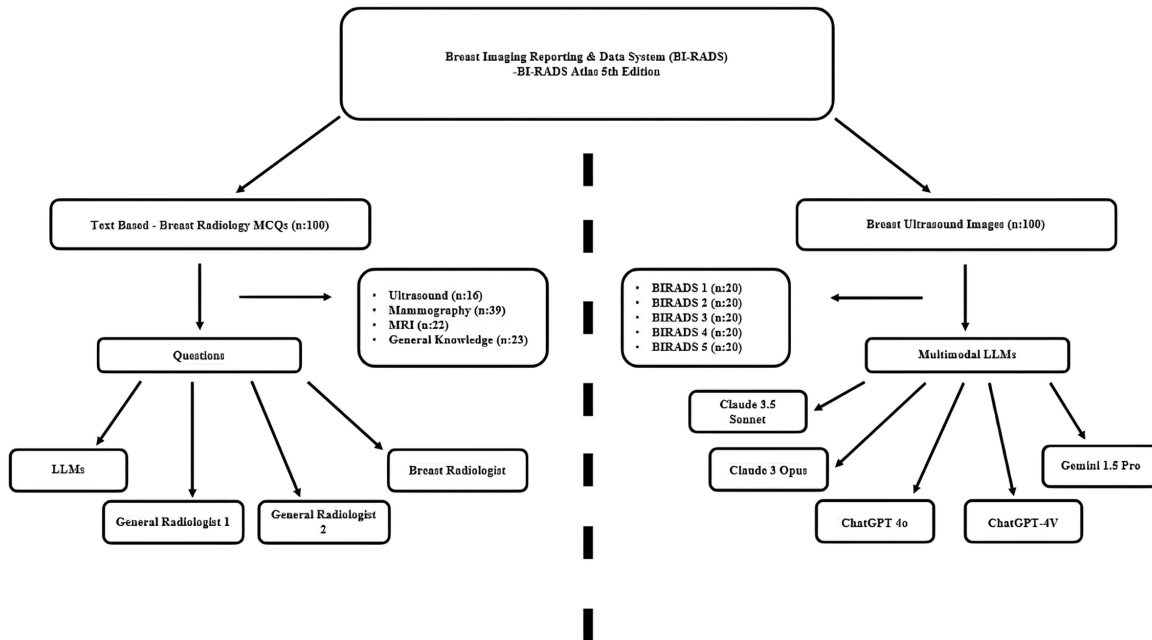 Breast Imaging Reporting & Data System (BI-RADS)
-BI-RADS Atlas 5th Edition
Text Based - Breast Radiology MCQs (n:100)
• Ultrasound (n:16)
• Mammography (n:39)
• MRI (n:22)
• General Knowledge (n:23)
Questions
LLMs
General Radiologist 1
General Radiologist
2
Breast Radiologist
Breast Ultrasound Images (n:100)
• BIRADS 1 (n:20)
• BIRADS 2 (n:20)
• BIRADS 3 (n:20)
• BIRADS 4 (n:20)
• BIRADS 5 (n:20)
Multimodal LLMs
Claude 3.5
Sonnet
Claude 3 Opus
ChatGPT 4o
ChatGPT-4V
Gemini 1.5 Pro